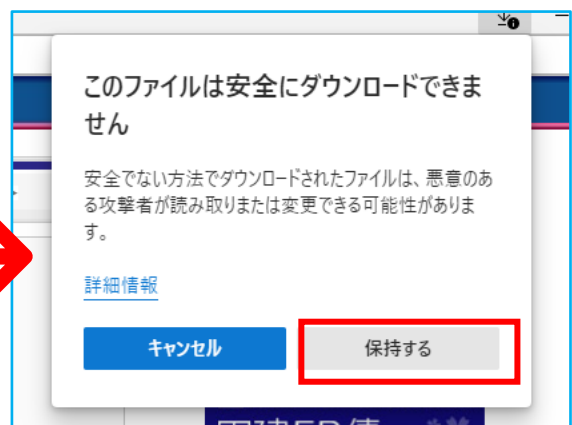 このファイルは安全にダウンロードできま
せん
安全でない方法でダウンロードされたファイルは、悪意のあ
る攻撃者が読み取りまたは変更できる可能性がありま
す。
詳細情報
キャンセル
保持する